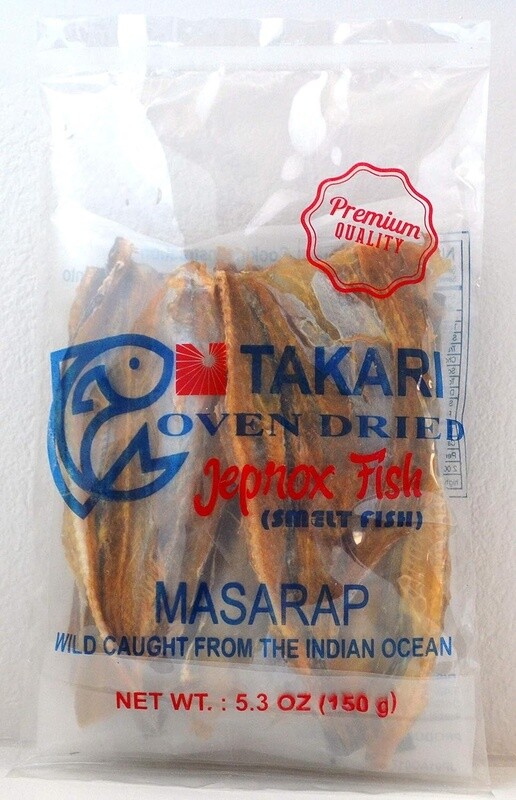 Premium
QUALITY
TAKARI
OVEN DRIED
Jeprox Fish
(SMELT FISH)
MASARAP
WILD CAUGHT FROM THE INDIAN OCEAN
NET WT. : 5.3 OZ (150 g)